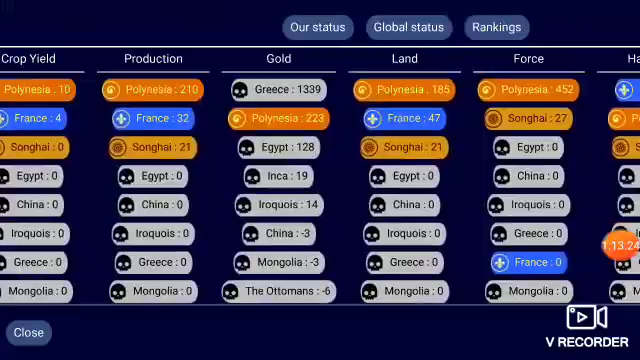 Our status Global status Rankings
Crop Yield Production Gold Land Force Ha
Polynesia : 10 Polynesia : 210 Greece : 1339 Polynesia : 185 Polynesia : 452
France : 4 France : 32 Polynesia : 223 France : 47 Songhai : 27
Songhai : 0 Songhai : 21 Egypt : 128 Songhai : 21 Egypt : 0
Egypt : 0 Egypt : 0 Inca : 19 Egypt : 0 China : 0
China : 0 China : 0 Iroquois : 14 China : 0 Iroquois : 0
Iroquois : 0 Iroquois : 0 China : -3 Iroquois : 0 Greece : 0
1:13:24
Greece : 0 Greece : 0 Mongolia : -3 Greece : 0 France : 0
Mongolia : 0 Mongolia : 0 The Ottomans : -6 Mongolia : 0 Mongolia : 0
Close
V RECORDER